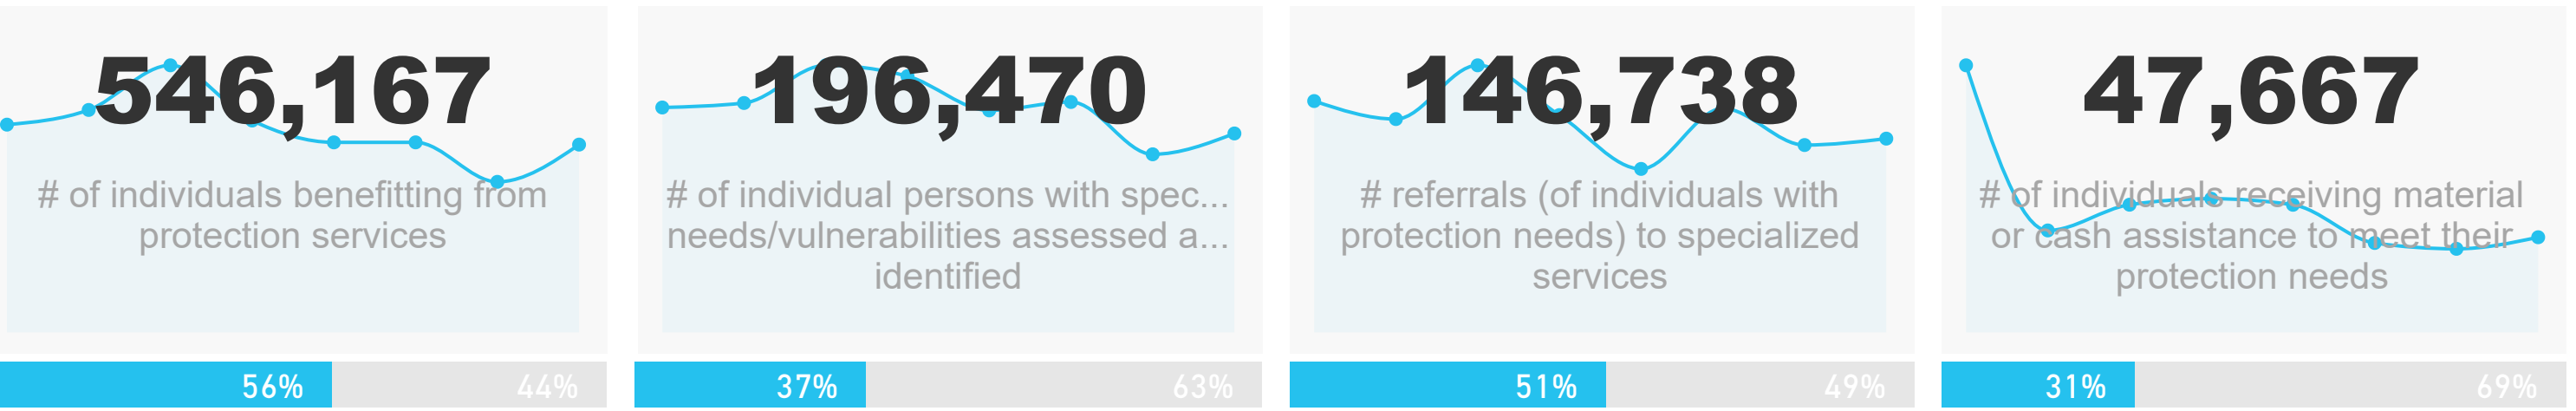 546,167
# of individuals benefitting from
protection services
56%
44%
196,470
# of individual persons with spec...
needs/vulnerabilities assessed a...
identified
37%
63%
146,738
# referrals (of individuals with
protection needs) to specialized
services
51%
49%
47,667
# of individuals receiving material
or cash assistance to meet their
protection needs
31%
69%